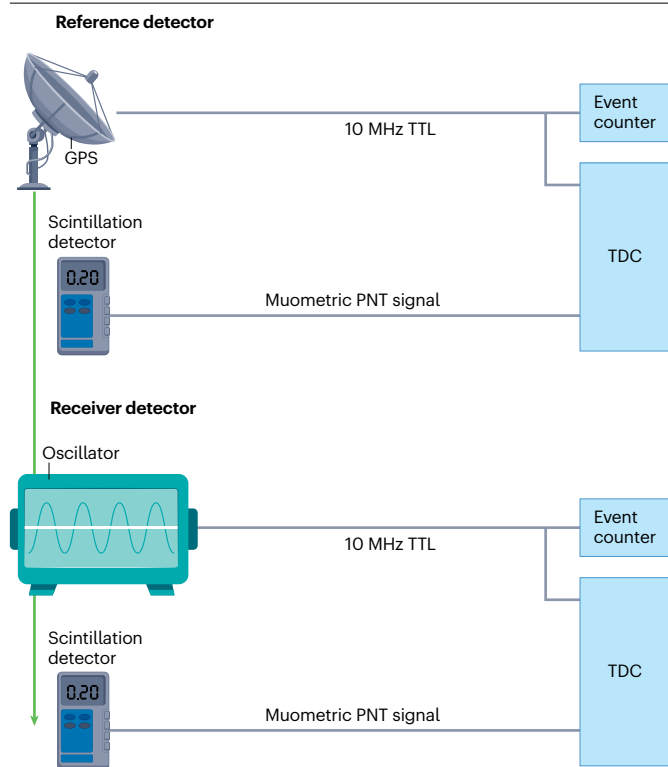 Reference detector
GPS
10 MHz TTL
Event
counter
Scintillation
detector
0.20
TDC
Muometric PNT signal
Receiver detector
Oscillator
10 MHz TTL
Event
counter
Scintillation
detector
0.20
TDC
Muometric PNT signal